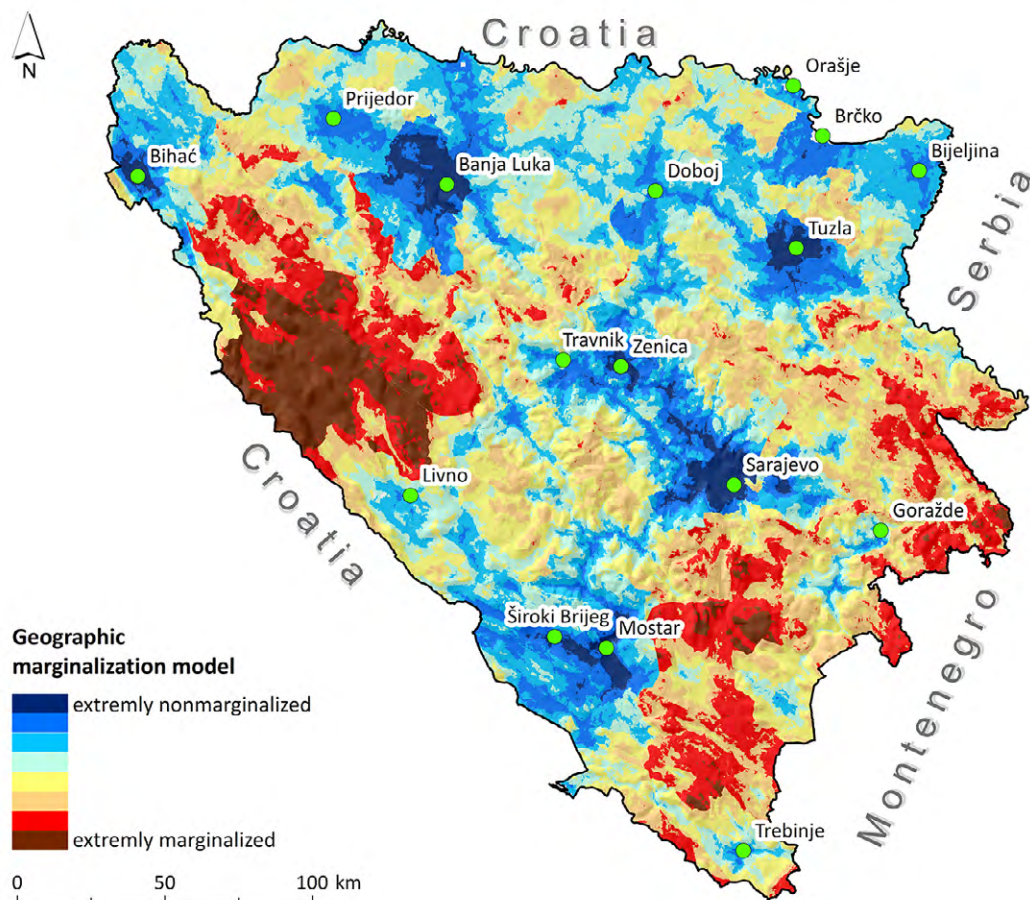 Croatia
N
Orašje
Prijedor
Brčko
Bihać
Banja Luka
Doboj
Bijeljina
Tuzla
Serbia
Travnik
Zenica
Sarajevo
Livno
Croatia
Goražde
Široki Brijeg
Mostar
Montenegro
Trebinje
Geographic
marginalization model
extremly nonmarginalized
extremly marginalized
0 50 100 km